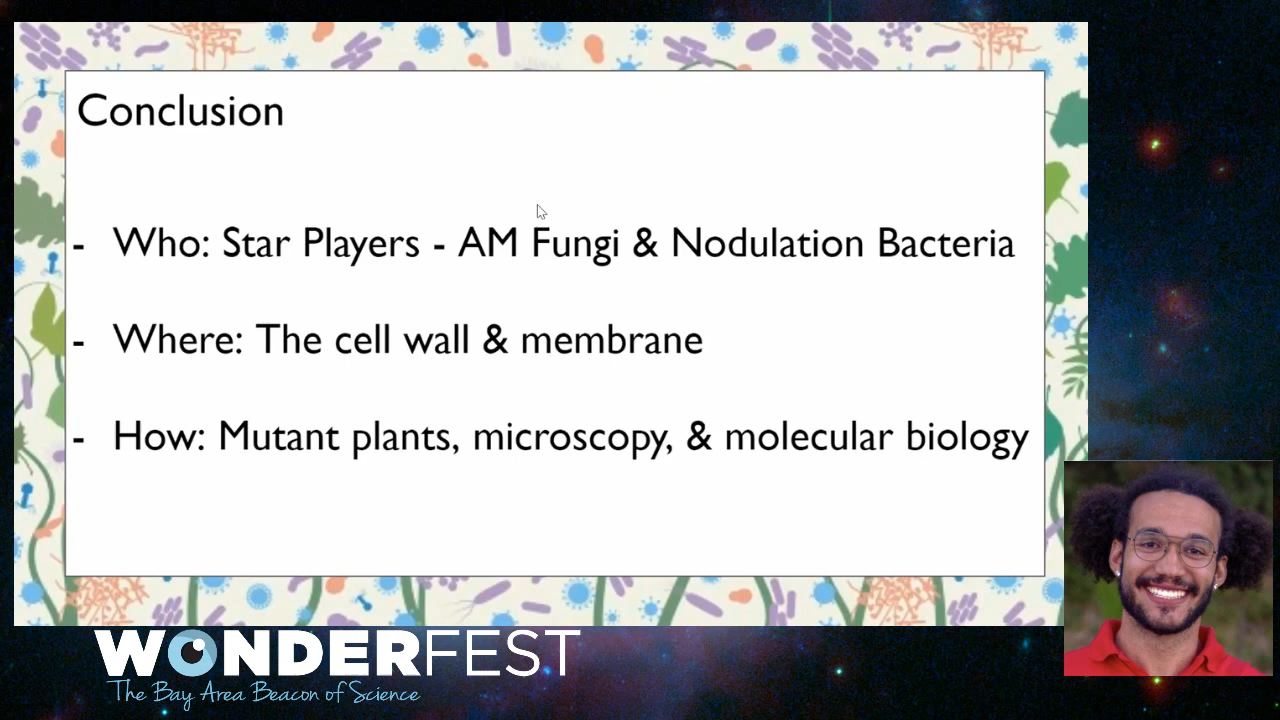 Conclusion
- Who: Star Players - AM Fungi & Nodulation Bacteria
- Where: The cell wall & membrane
- How: Mutant plants, microscopy, & molecular biology
WONDERFEST
The Bay Area Beacon of Science